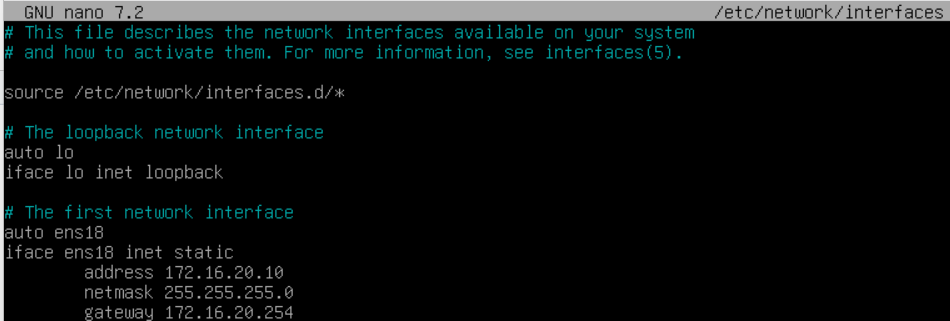 GNU nano 7.2 /etc/network/interfaces
# This file describes the network interfaces available on your system
# and how to activate them. For more information, see interfaces(5).
source /etc/network/interfaces.d/*
# The loopback network interface
auto lo
iface lo inet loopback
# The first network interface
auto ens18
iface ens18 inet static
address 172.16.20.10
netmask 255.255.255.0
gateway 172.16.20.254